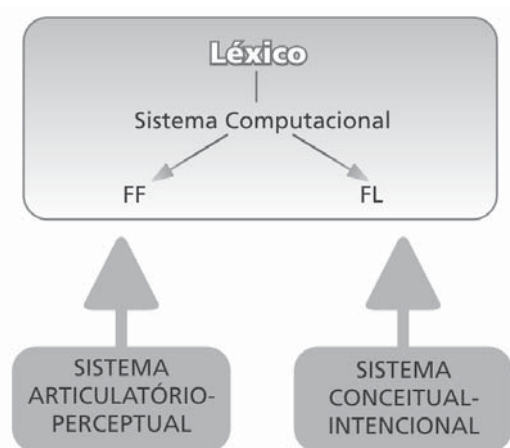 Léxico
Sistema Computacional
FF
FL
SISTEMA
ARTICULATÓRIO-
PERCEPTUAL
SISTEMA
CONCEITUAL-
INTENCIONAL